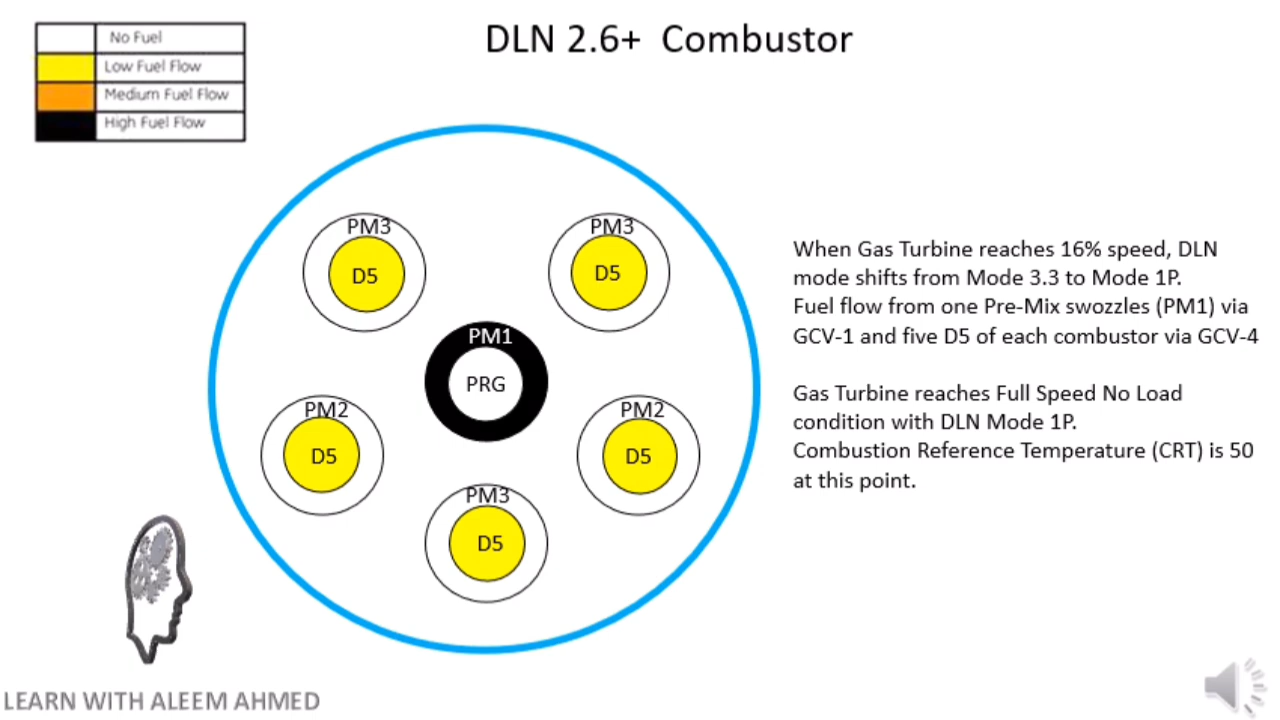 DLN 2.6+ Combustor
No Fuel
Low Fuel Flow
Medium Fuel Flow
High Fuel Flow
PM3
D5
PM3
D5
PM1
PRG
PM2
D5
PM2
D5
PM3
D5
When Gas Turbine reaches 16% speed, DLN
mode shifts from Mode 3.3 to Mode 1P.
Fuel flow from one Pre-Mix swozzles (PM1) via
GCV-1 and five D5 of each combustor via GCV-4
Gas Turbine reaches Full Speed No Load
condition with DLN Mode 1P.
Combustion Reference Temperature (CRT) is 50
at this point.
LEARN WITH ALEEM AHMED